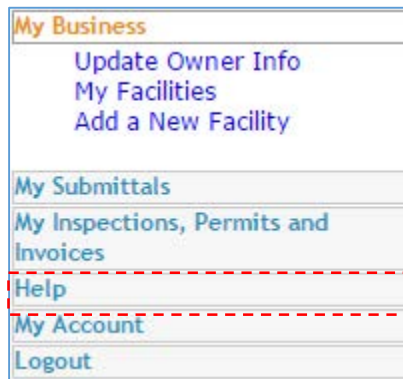 My Business
Update Owner Info
My Facilities
Add a New Facility
My Submittals
My Inspections, Permits and
Invoices
Help
My Account
Logout